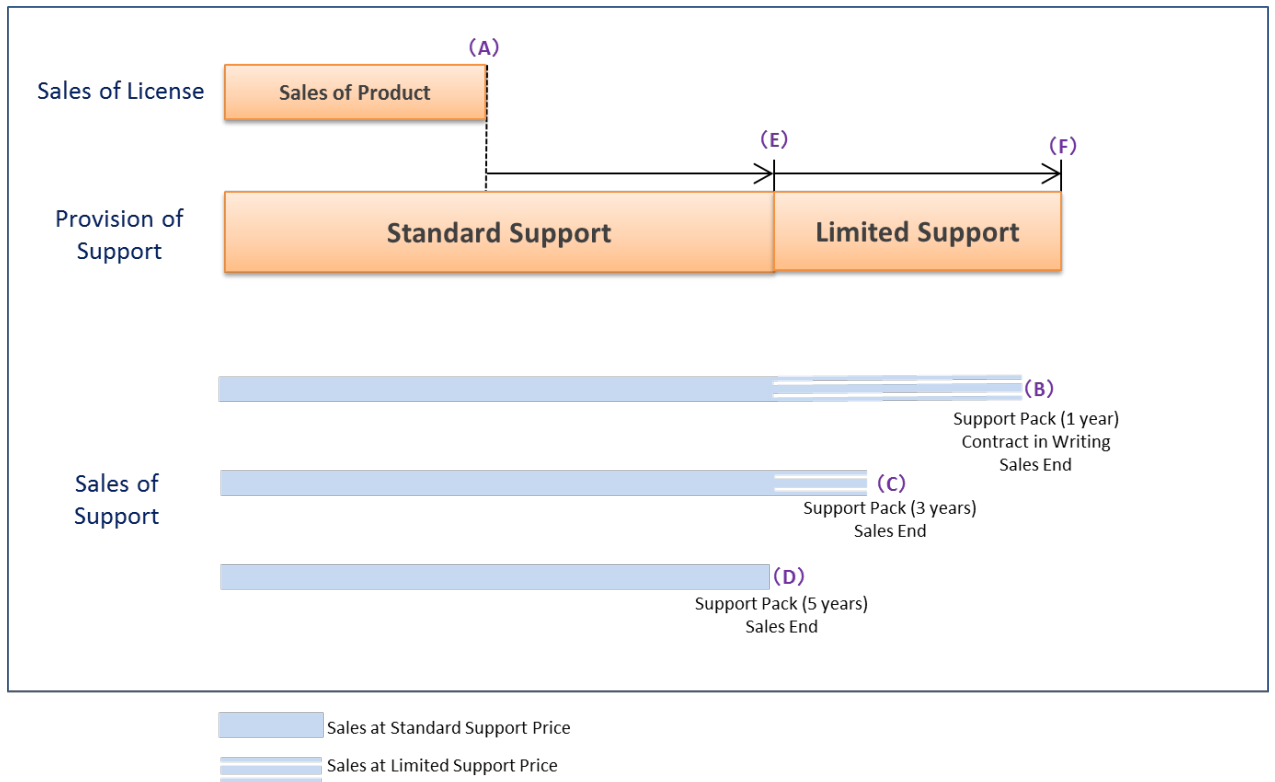 (A)
Sales of License
Sales of Product
(E)
(F)
Provision of
Support
Standard Support
Limited Support
(B)
Support Pack (1 year)
Contract in Writing
Sales End
Sales of
Support
(C)
Support Pack (3 years)
Sales End
(D)
Support Pack (5 years)
Sales End
Sales at Standard Support Price
Sales at Limited Support Price